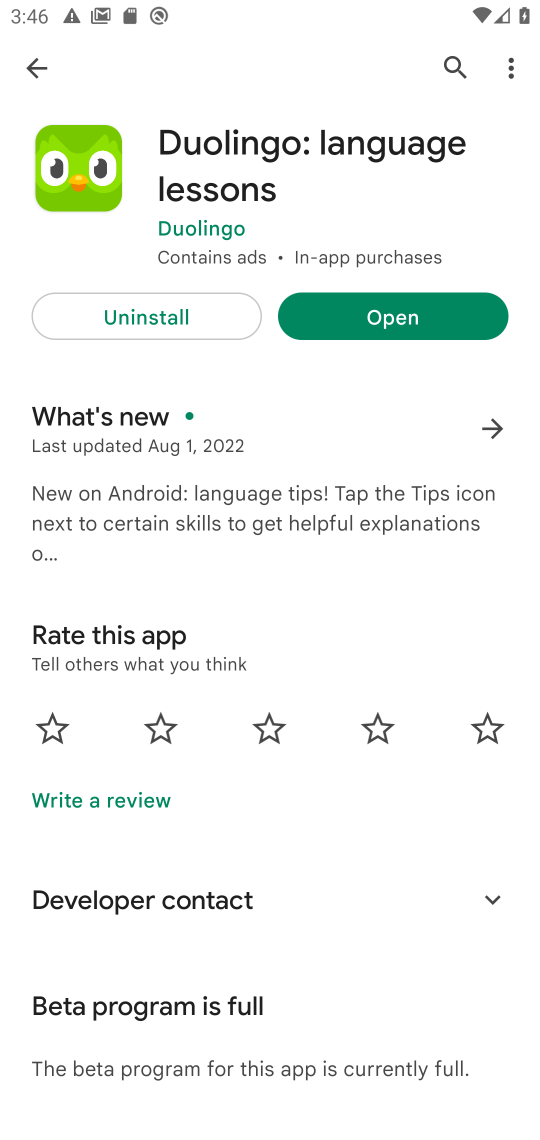 3:46
Duolingo: language
lessons
Duolingo
Contains ads • In-app purchases
Uninstall
Open
What's new •
Last updated Aug 1, 2022
New on Android: language tips! Tap the Tips icon
next to certain skills to get helpful explanations
o...
Rate this app
Tell others what you think
Write a review
Developer contact
Beta program is full
The beta program for this app is currently full.